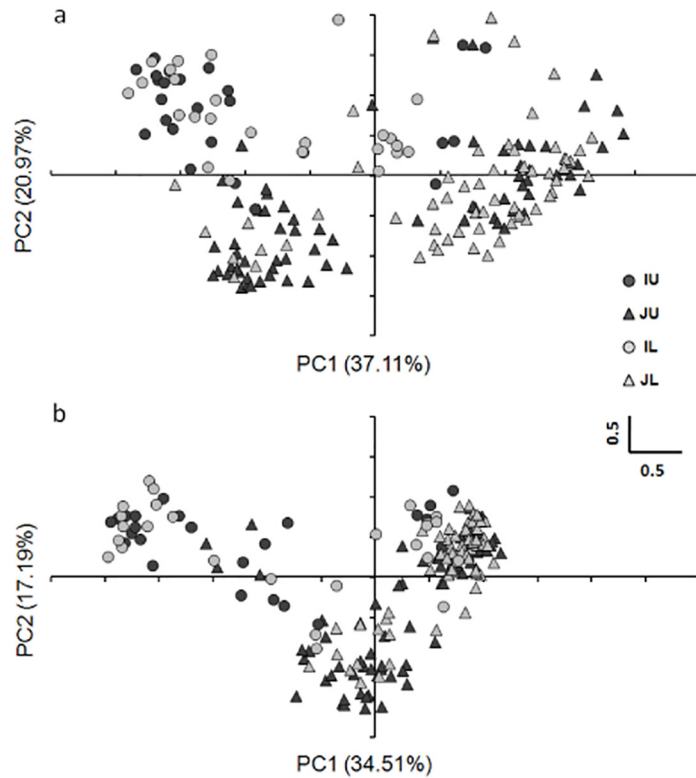 a
PC2 (20.97%)
PC1 (37.11%)
IU
JU
IL
JL
b
0.5
0.5
PC2 (17.19%)
PC1 (34.51%)